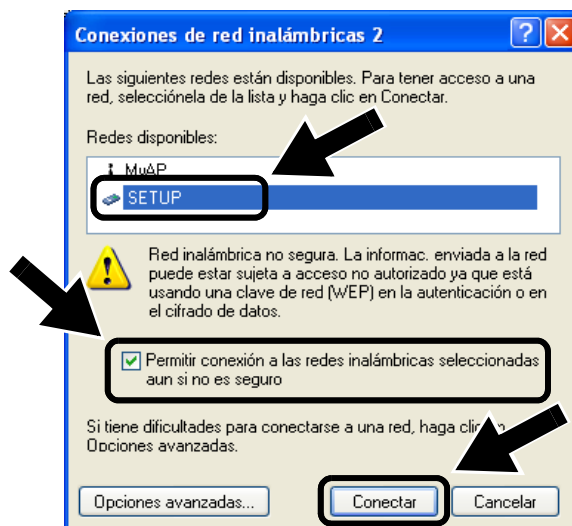 Conexiones de red inalámbricas 2
Las siguientes redes están disponibles. Para tener acceso a una
red, selecciónela de la lista y haga clic en Conectar.
Redes disponibles:
MyAP
SETUP
Red inalámbrica no segura. La informac. enviada a la red
puede estar sujeta a acceso no autorizado ya que está
usando una clave de red (WEP) en la autenticación o en
el cifrado de datos.
Permitir conexión a las redes inalámbricas seleccionadas
aun si no es seguro
Si tiene dificultades para conectarse a una red, haga clic
Opciones avanzadas.
Opciones avanzadas...
Conectar
Cancelar